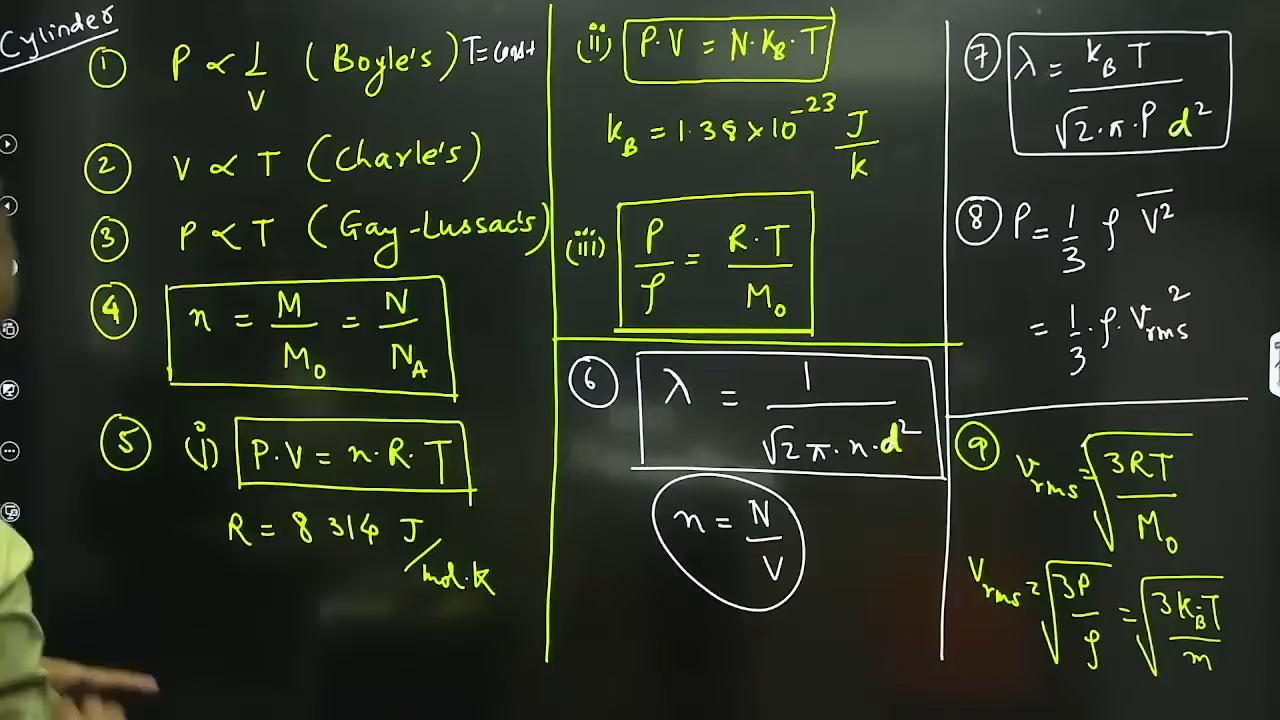 Cylinder
① P ∝ 1/V (Boyle's) T = const
② V ∝ T (Charle's)
③ P ∝ T (Gay-Lussac's)
④ n = M/M₀ = N/N_A
⑤ (i) P·V = n·R·T
R = 8 314 J/mol·K
(ii) P·V = N·K_B·T
k_B = 1.38 × 10⁻²³ J/k
(iii) P/ρ = R·T/M₀
⑥ λ = 1/(√2 π·n·d²)
n = N/V
⑦ λ = k_B T/(√2·π·P d²)
⑧ P = 1/3 ρ V̅²
= 1/3·ρ·V_rms²
⑨ V_rms = √(3RT/M₀)
V_rms = √(3P/ρ) = √(3K_B T/m)